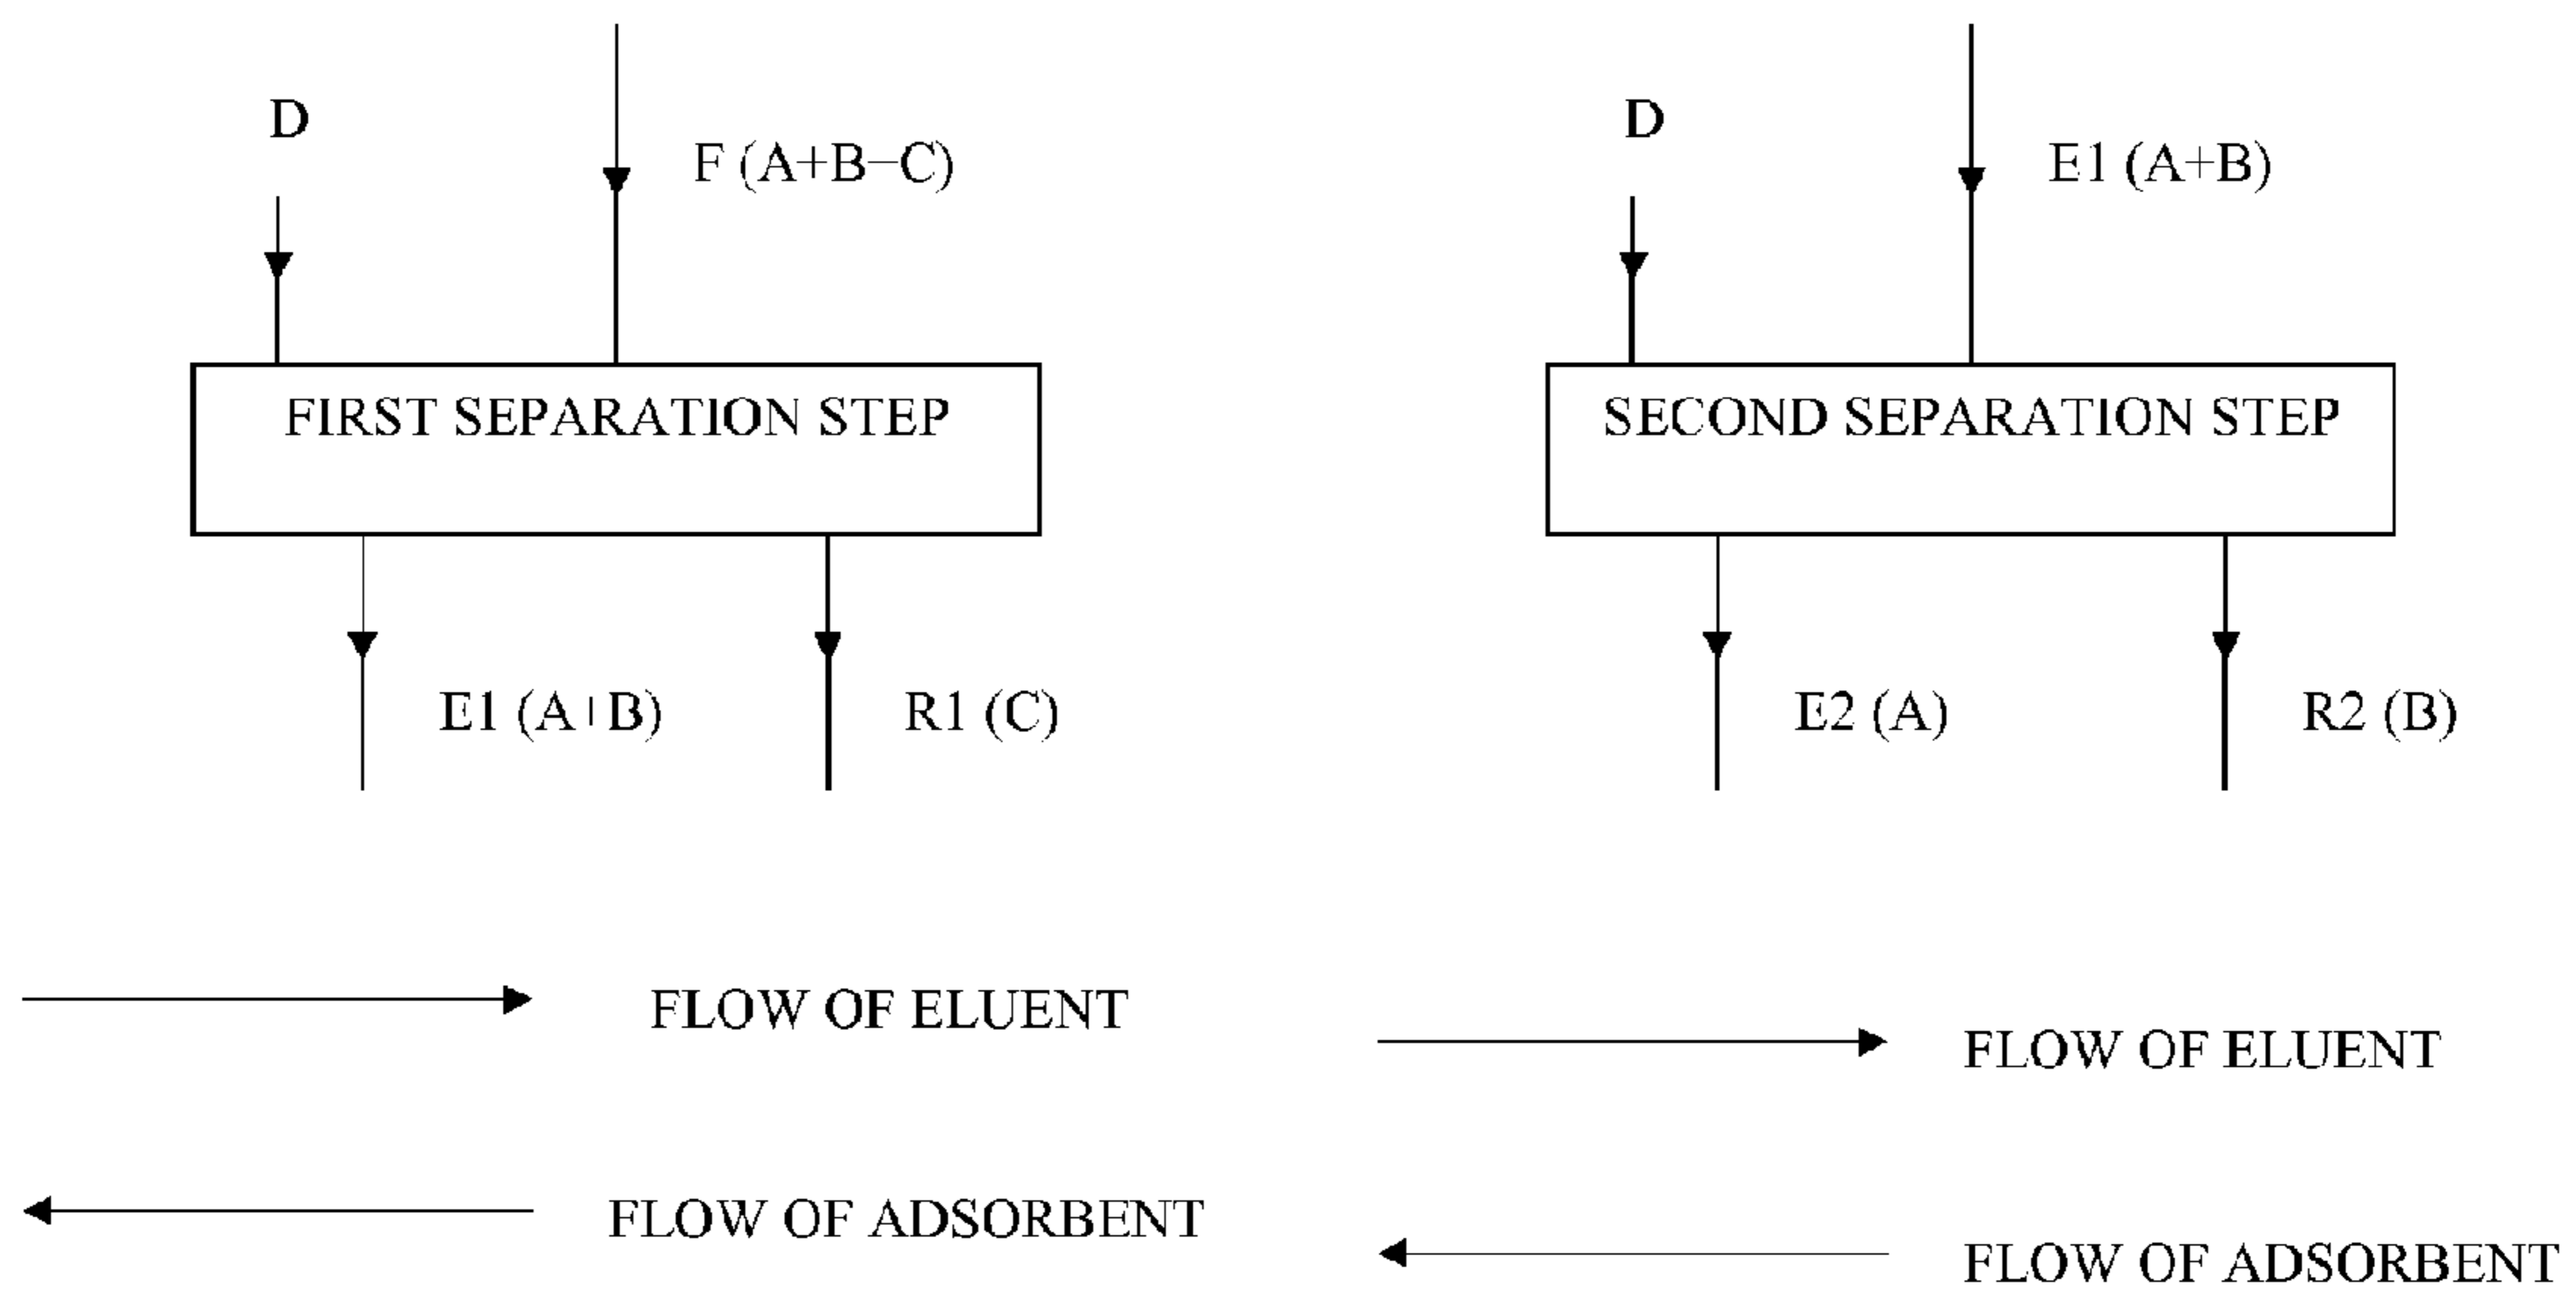 D
F (A+B−C)
FIRST SEPARATION STEP
E1 (A+B)
R1 (C)
FLOW OF ELUENT
FLOW OF ADSORBENT
D
E1 (A+B)
SECOND SEPARATION STEP
E2 (A)
R2 (B)
FLOW OF ELUENT
FLOW OF ADSORBENT